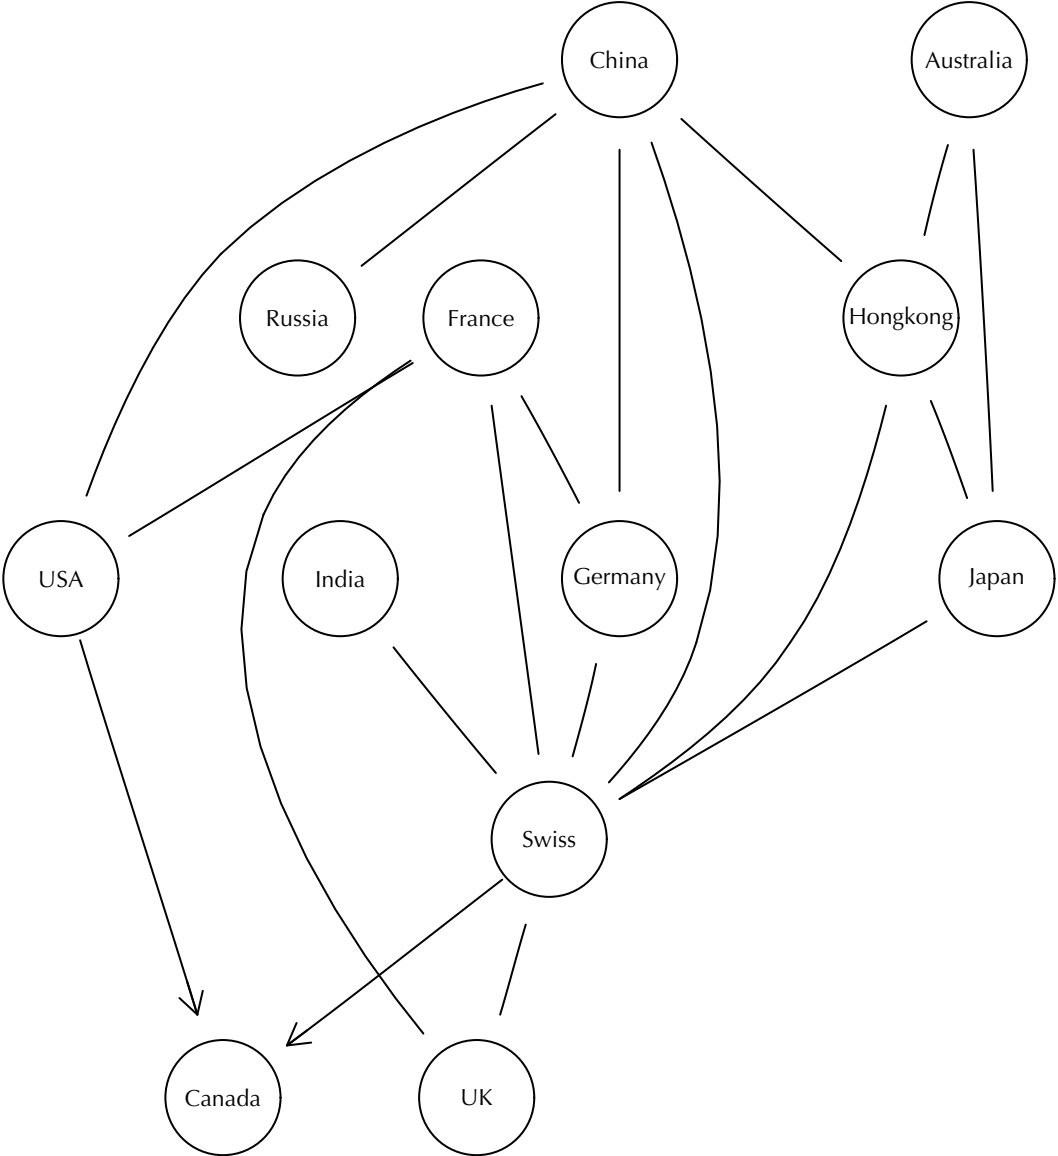 China
Australia
Russia
France
Hongkong
USA
India
Germany
Japan
Swiss
Canada
UK